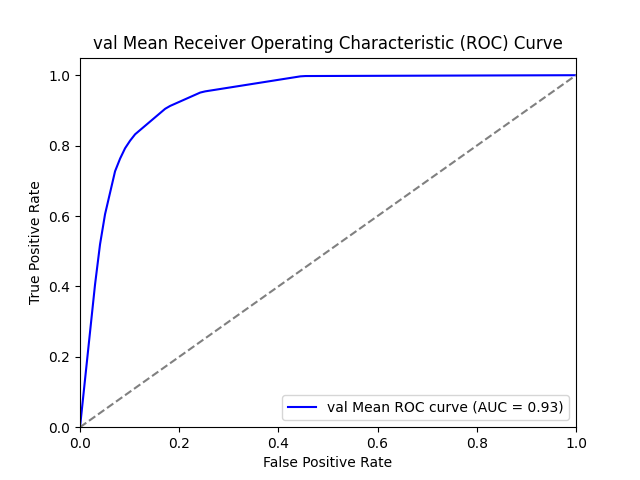 val Mean Receiver Operating Characteristic (ROC) Curve
1.0
0.8
0.6
0.4
0.2
0.0
True Positive Rate
val Mean ROC curve (AUC = 0.93)
0.0 0.2 0.4 0.6 0.8 1.0
False Positive Rate